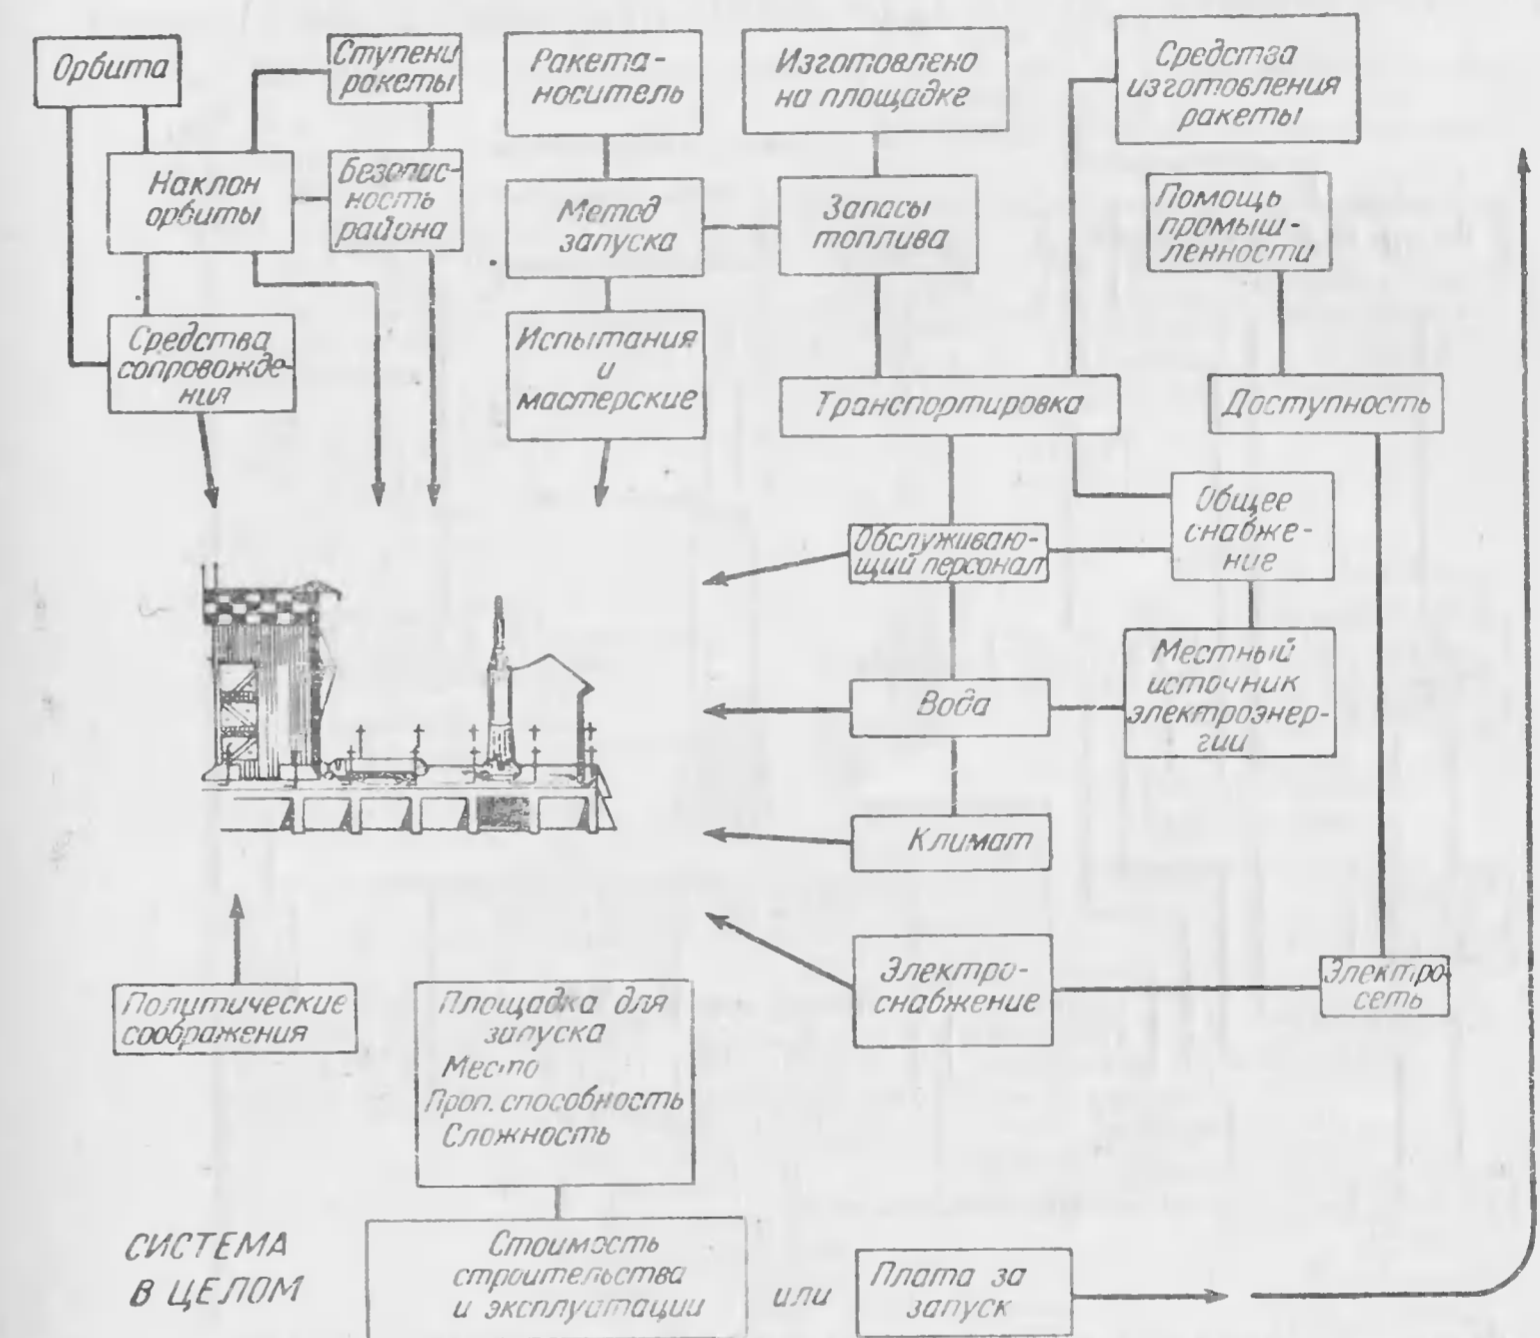 Орбита
Ступени
ракеты
Ракета-
носитель
Изготовлено
на площадке
Средства
изготовления
ракеты
Наклон
орбиты
Безопас-
ность
района
Метод
запуска
Запасы
топлива
Помощь
промыш-
ленности
Средства
сопровожде-
ния
Испытания
и
мастерские
Транспортировка
Доступность
Обслуживаю-
щий персонал
Общее
снабже-
ние
Вода
Местный
источник
электроэнер-
гии
Климат
Электро-
снабжение
Электро-
сеть
Политические
соображения
Площадка для
запуска
Место
Проп. способность
Сложность
СИСТЕМА
В ЦЕЛОМ
Стоимость
строительства
и эксплуатации
или
Плата за
запуск